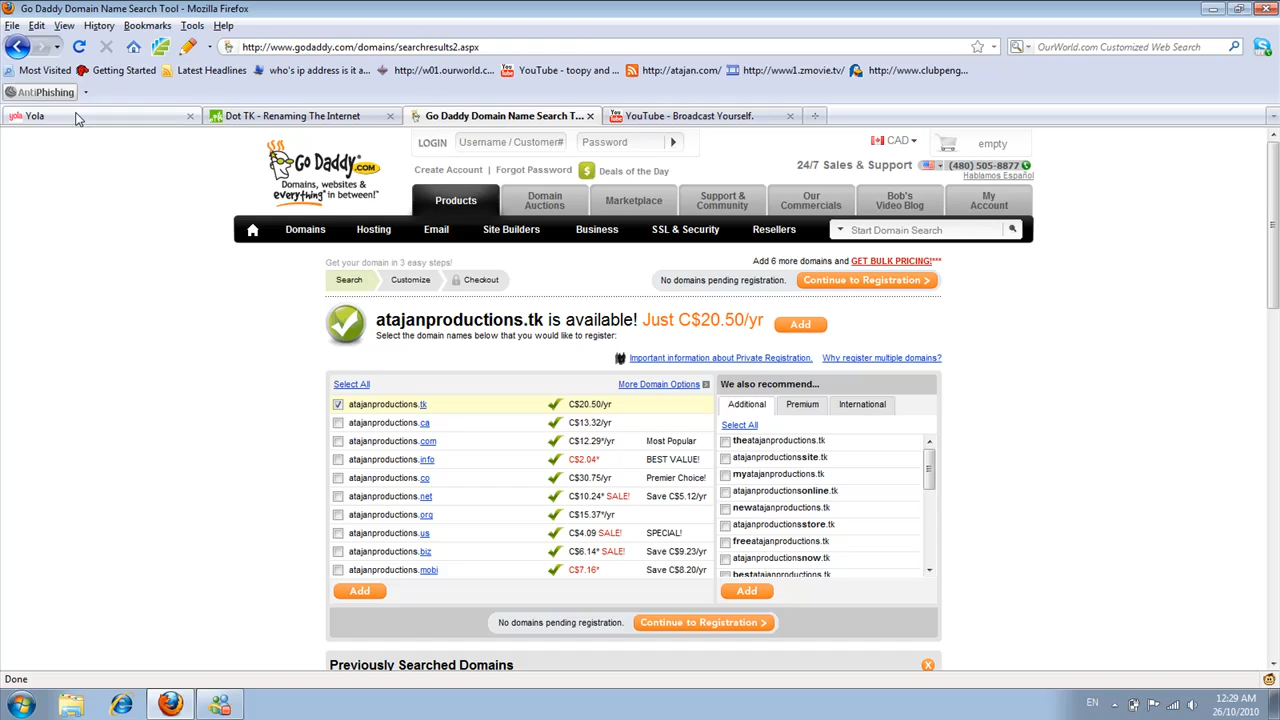 Go Daddy Domain Name Search Tool - Mozilla Firefox
File Edit View History Bookmarks Tools Help
http://www.godaddy.com/domains/searchresults2.aspx
OurWorld.com Customized Web Search
Most Visited Getting Started Latest Headlines who's ip address is it a... http://w01.ourworld.c... YouTube - toopy and ... http://atajan.com/ http://www1.zmovie.tv/ http://www.clubpeng...
AntiPhishing
yola Yola Dot TK - Renaming The Internet Go Daddy Domain Name Search T... YouTube - Broadcast Yourself.
Go Daddy.COM
Domains, websites & everything* in between!™
LOGIN Username / Customer# Password
CAD empty
Create Account | Forgot Password $ Deals of the Day
24/7 Sales & Support (480) 505-8877
Hablamos Español
Products Domain Auctions Marketplace Support & Community Our Commercials Bob's Video Blog My Account
Domains Hosting Email Site Builders Business SSL & Security Resellers Start Domain Search
Get your domain in 3 easy steps!
Add 6 more domains and GET BULK PRICING!***
Search Customize Checkout
No domains pending registration. Continue to Registration >
atajanproductions.tk is available! Just C$20.50/yr Add
Select the domain names below that you would like to register:
Important information about Private Registration. Why register multiple domains?
Select All More Domain Options
atajanproductions.tk C$20.50/yr
atajanproductions.ca C$13.32/yr
atajanproductions.com C$12.29*/yr Most Popular
atajanproductions.info C$2.04* BEST VALUE!
atajanproductions.co C$30.75/yr Premier Choice!
atajanproductions.net C$10.24* SALE! Save C$5.12/yr
atajanproductions.org C$15.37*/yr
atajanproductions.us C$4.09 SALE! SPECIAL!
atajanproductions.biz C$6.14* SALE! Save C$9.23/yr
atajanproductions.mobi C$7.16* Save C$8.20/yr
Add
We also recommend...
Additional Premium International
Select All
theatajanproductions.tk
atajanproductionssite.tk
myatajanproductions.tk
atajanproductionsonline.tk
newatajanproductions.tk
atajanproductionsstore.tk
freeatajanproductions.tk
atajanproductionsnow.tk
bestatajanproductions.tk
Add
No domains pending registration. Continue to Registration >
Previously Searched Domains
Done
EN
12:29 AM
26/10/2010